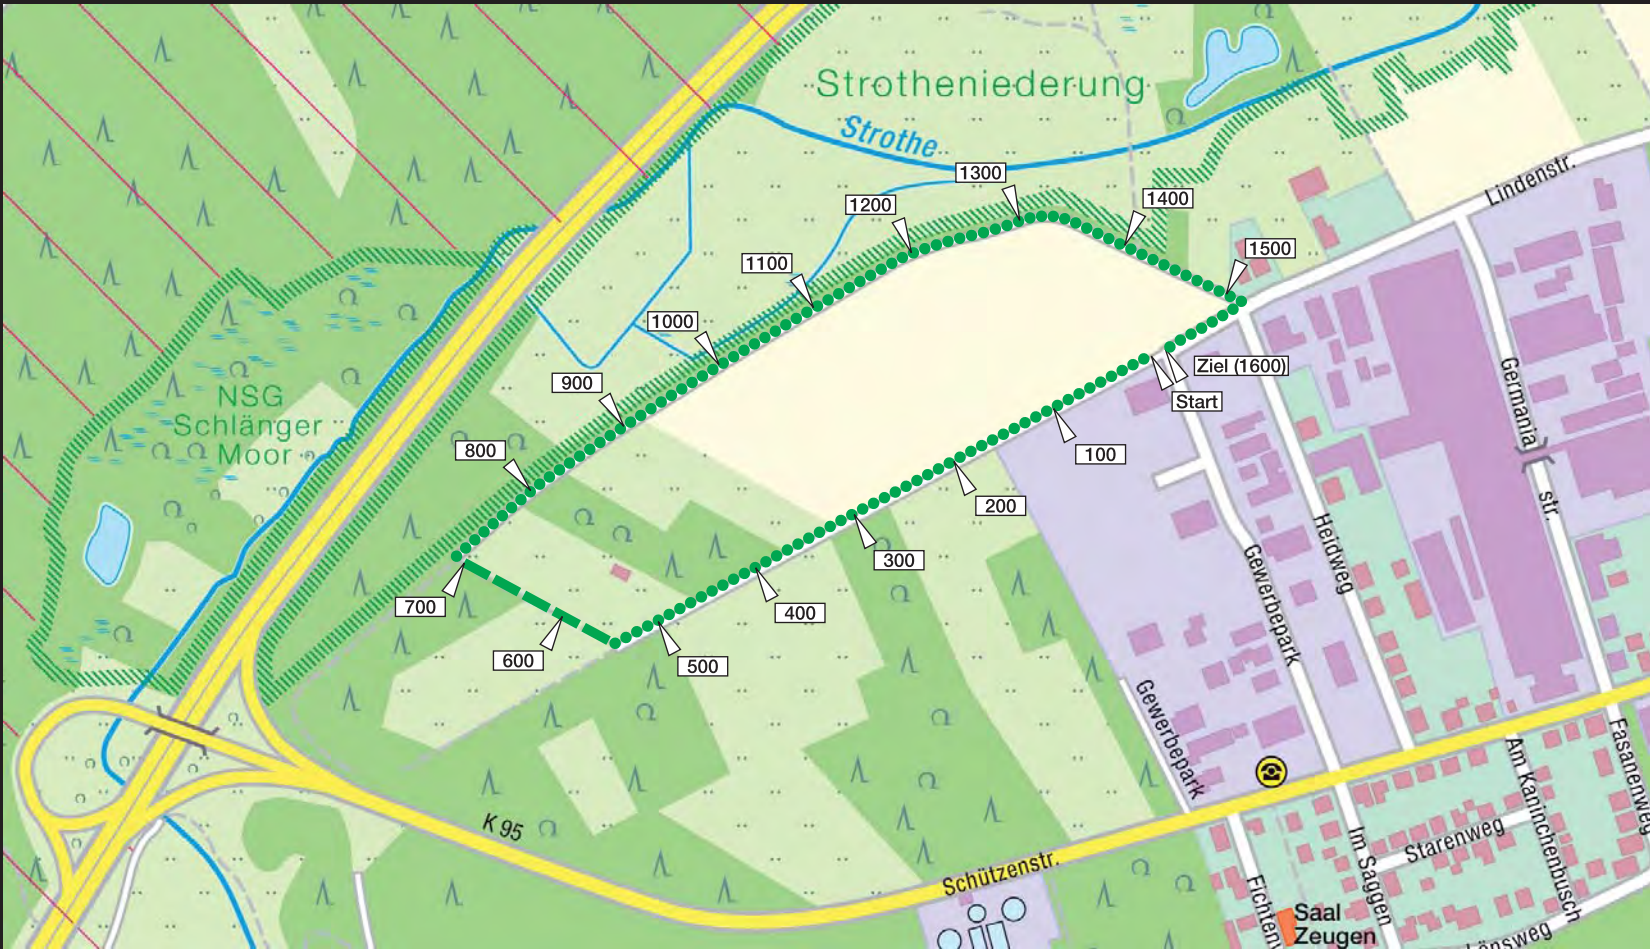 Strotheniederung
Strothe
1300
1200
1400
1100
1500
1000
900
800
700
600
500
400
300
200
100
Ziel (1600)
Start
Lindenstr.
NSG
Schlänger
Moor
Germania
str.
Heidweg
Gewerbepark
Gewerbepark
K 95
Schützenstr.
Im Saggen
Starenweg
Am Kaninchenbusch
Fasanenweg
Saal
Zeugen